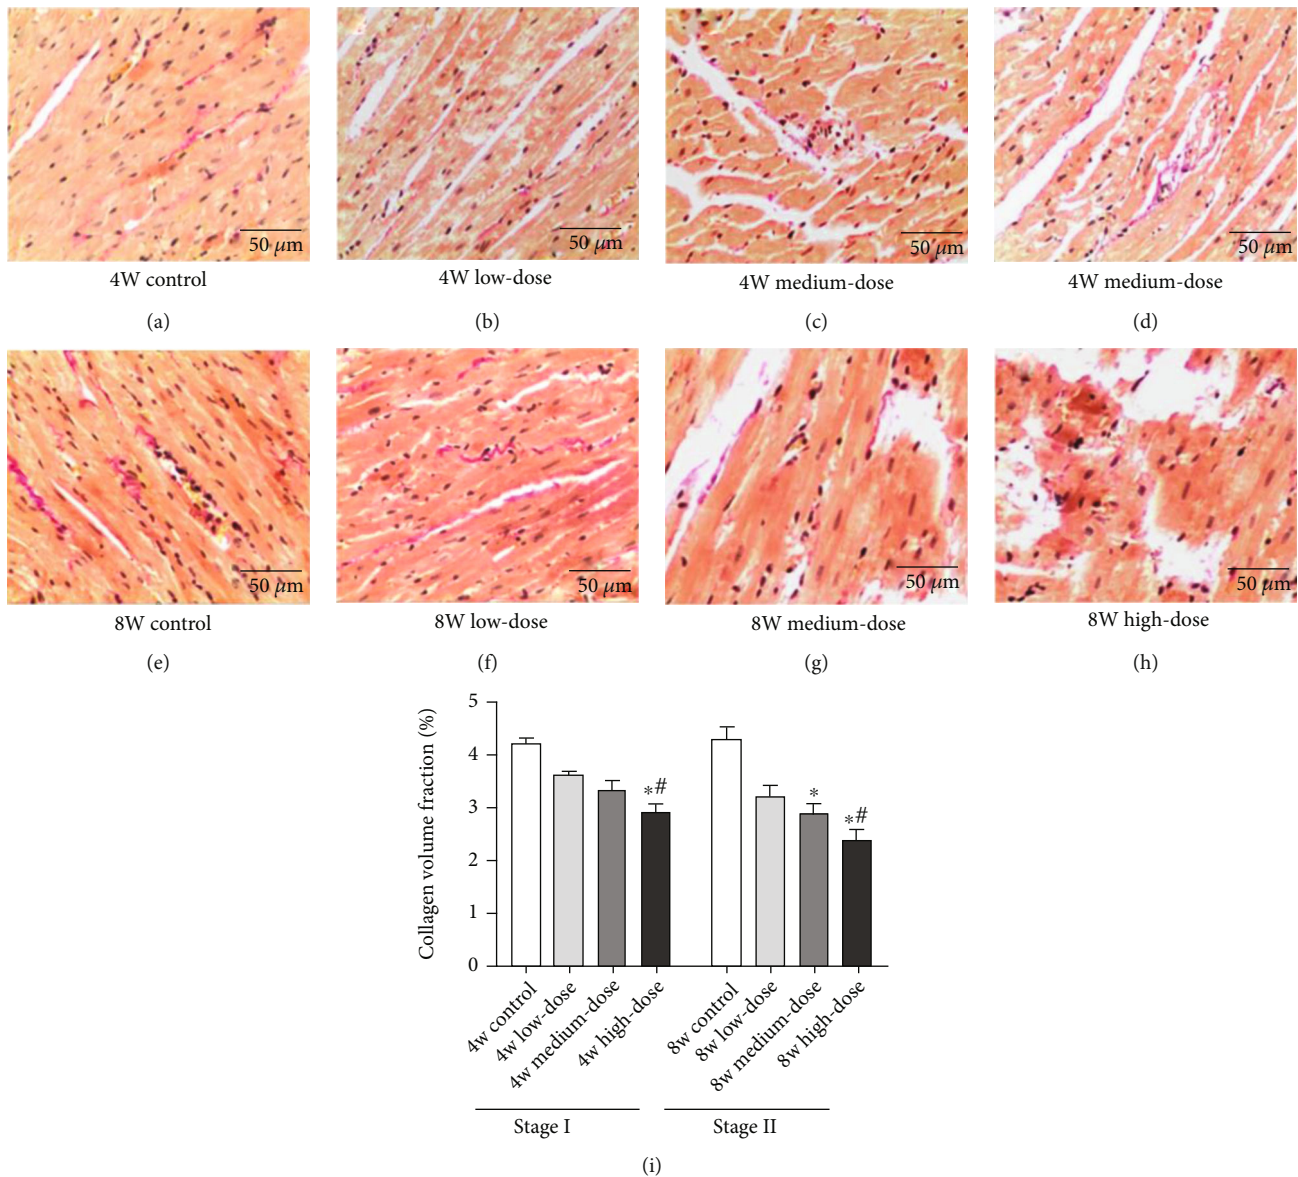 50 μm
50 μm
50 μm
50 μm
4W control
4W low-dose
4W medium-dose
4W medium-dose
(a)
(b)
(c)
(d)
50 μm
50 μm
50 μm
50 μm
8W control
8W low-dose
8W medium-dose
8W high-dose
(e)
(f)
(g)
(h)
Collagen volume fraction (%)
5
4
3
2
1
0
*#
*
*#
4w control
4w low-dose
4w medium-dose
4w high-dose
8w control
8w low-dose
8w medium-dose
8w high-dose
Stage I
Stage II
(i)